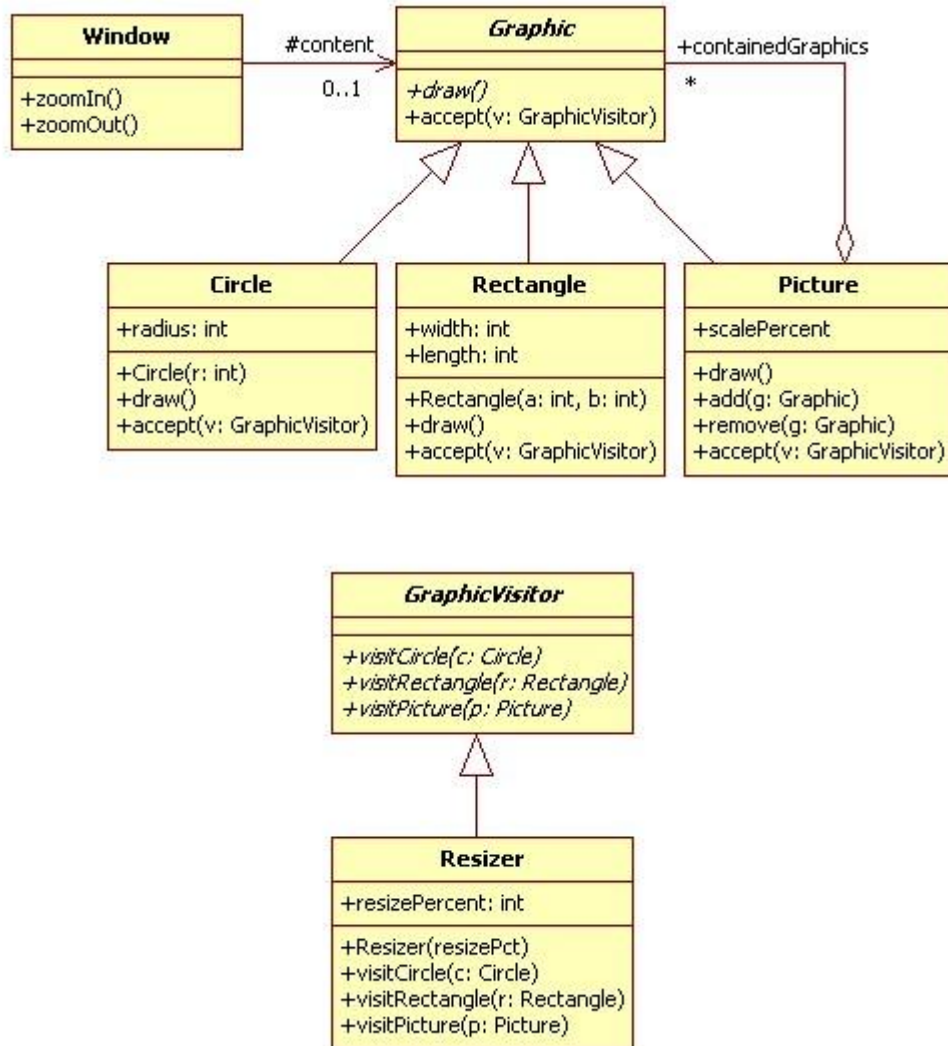 Window
+zoomIn()
+zoomOut()
#content
0..1
Graphic
+draw()
+accept(v: GraphicVisitor)
+containedGraphics
*
Circle
+radius: int
+Circle(r: int)
+draw()
+accept(v: GraphicVisitor)
Rectangle
+width: int
+length: int
+Rectangle(a: int, b: int)
+draw()
+accept(v: GraphicVisitor)
Picture
+scalePercent
+draw()
+add(g: Graphic)
+remove(g: Graphic)
+accept(v: GraphicVisitor)
GraphicVisitor
+visitCircle(c: Circle)
+visitRectangle(r: Rectangle)
+visitPicture(p: Picture)
Resizer
+resizePercent: int
+Resizer(resizePct)
+visitCircle(c: Circle)
+visitRectangle(r: Rectangle)
+visitPicture(p: Picture)